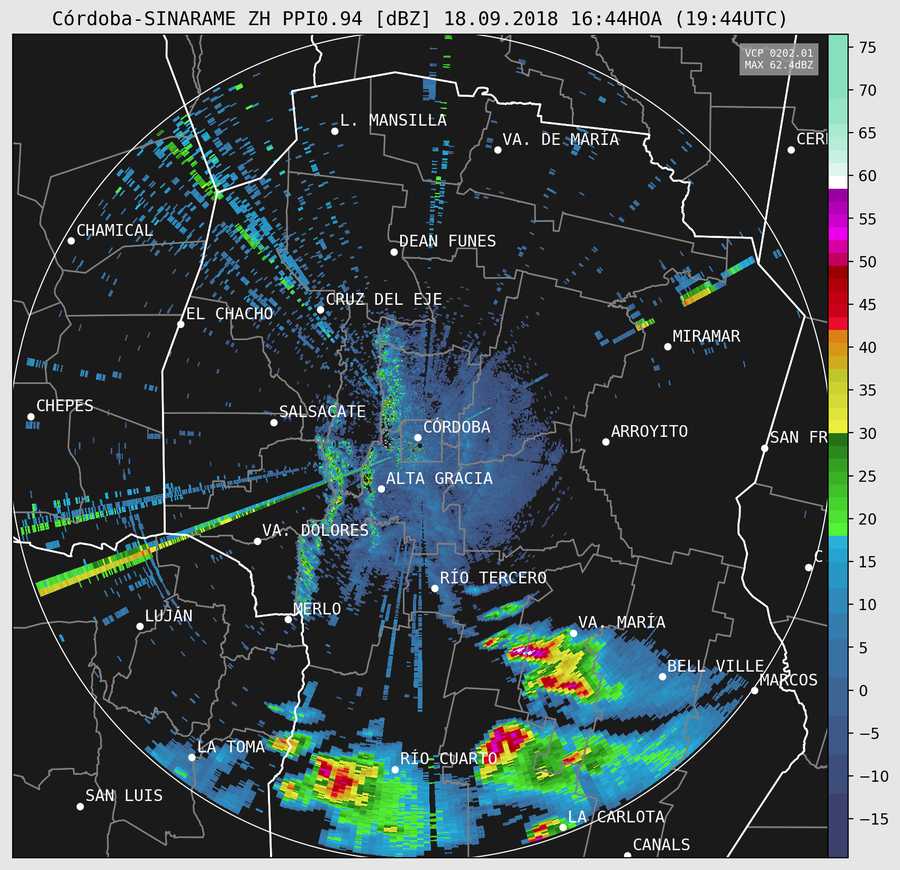 Córdoba-SINARAME ZH PPI0.94 [dBZ] 18.09.2018 16:44HOA (19:44UTC)
VCP 0202.01
MAX 62.4dBZ
75
70
65
60
55
50
45
40
35
30
25
20
15
10
5
0
−5
−10
−15
L. MANSILLA
VA. DE MARÍA
CER
CHAMICAL
DEAN FUNES
CRUZ DEL EJE
EL CHACHO
MIRAMAR
CHEPES
SALSACATE
CÓRDOBA
ARROYITO
SAN FR
ALTA GRACIA
VA. DOLORES
C
RÍO TERCERO
LUJAN
MERLO
VA. MARÍA
BELL VILLE
MARCOS
LA TOMA
RÍO CUARTO
SAN LUIS
LA CARLOTA
CANALS